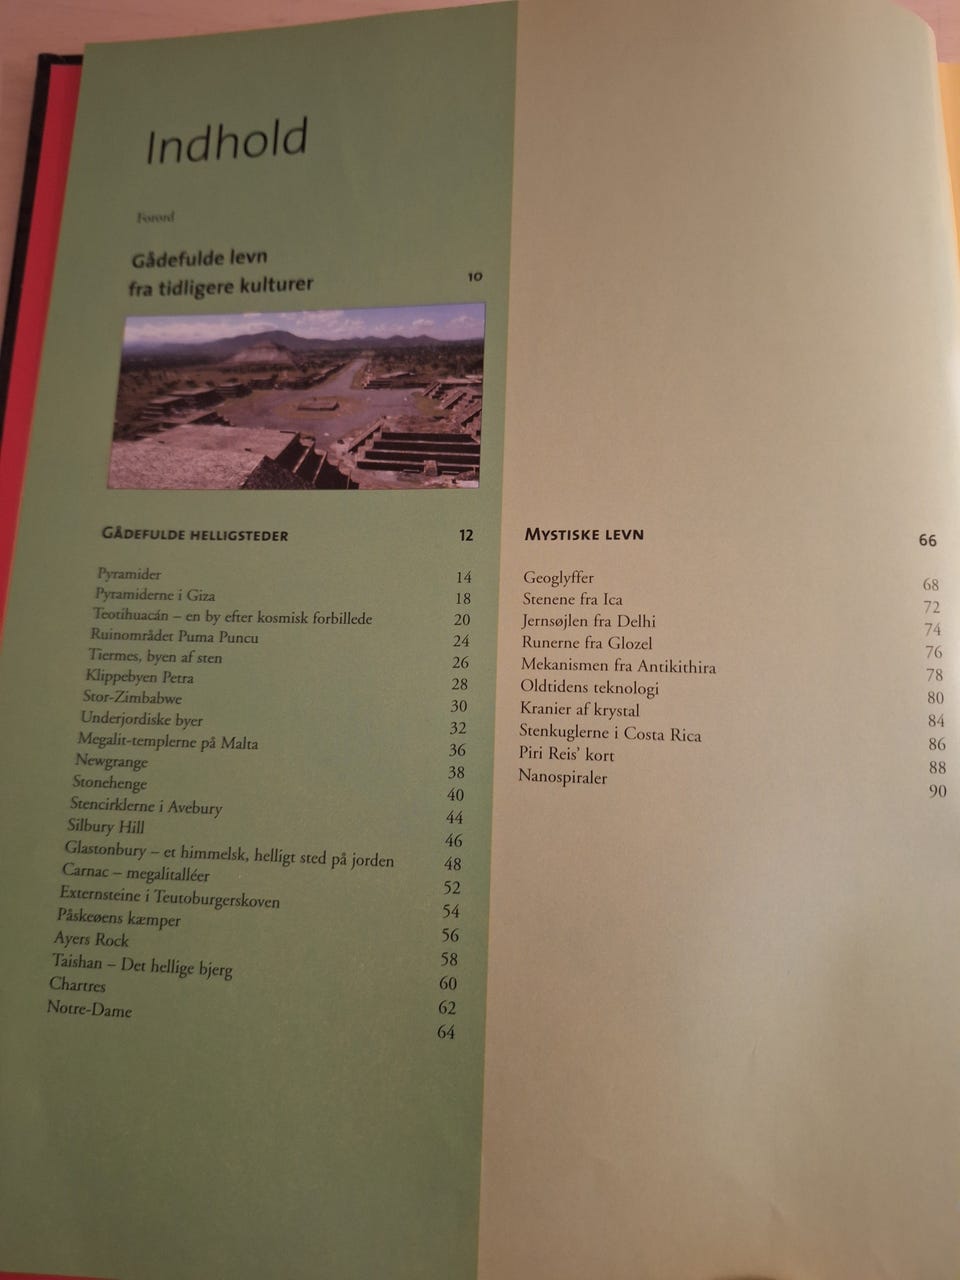 Indhold
Forord
Gådefulde levn
fra tidligere kulturer 10
Gådefulde helligsteder 12
Pyramider 14
Pyramiderne i Giza 18
Teotihuacán – en by efter kosmisk forbillede 20
Ruinområdet Puma Puncu 24
Tiermes, byen af sten 26
Klippebyen Petra 28
Stor-Zimbabwe 30
Underjordiske byer 32
Megalit-templerne på Malta 36
Newgrange 38
Stonehenge 40
Stencirklerne i Avebury 44
Silbury Hill 46
Glastonbury – et himmelsk, helligt sted på jorden 48
Carnac – megalitalléer 52
Externsteine i Teutoburgerskoven 54
Påskeøens kæmper 56
Ayers Rock 58
Taishan – Det hellige bjerg 60
Chartres 62
Notre-Dame 64
Mystiske levn 66
Geoglyffer 68
Stenene fra Ica 72
Jernsøjlen fra Delhi 74
Runerne fra Glozel 76
Mekanismen fra Antikithira 78
Oldtidens teknologi 80
Kranier af krystal 84
Stenkuglerne i Costa Rica 86
Piri Reis' kort 88
Nanospiraler 90